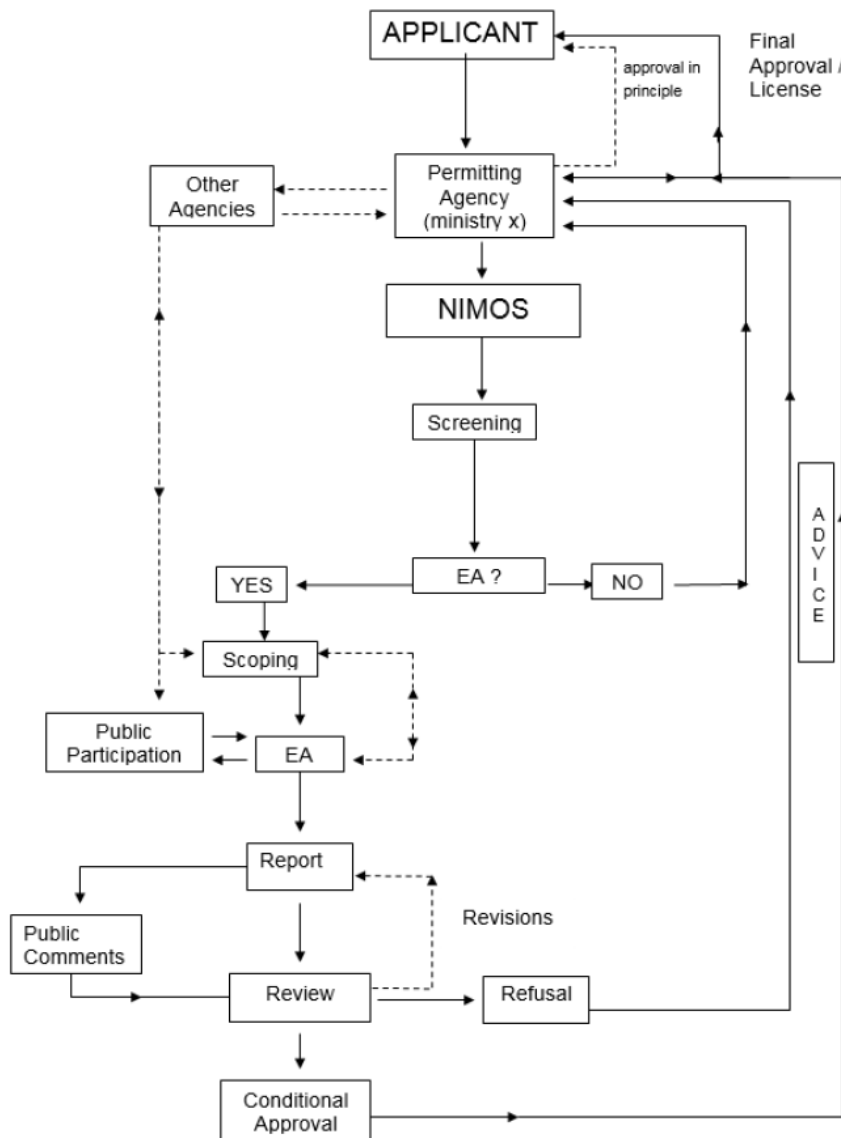 APPLICANT
approval in
principle
Final
Approval /
License
Other
Agencies
Permitting
Agency
(ministry x)
NIMOS
Screening
EA ?
YES
NO
A
D
V
I
C
E
Scoping
Public
Participation
EA
Report
Revisions
Public
Comments
Review
Refusal
Conditional
Approval